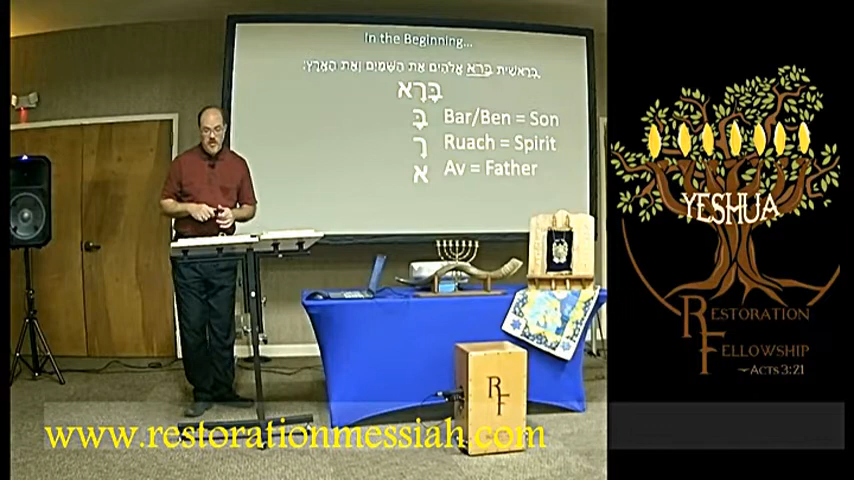 In the Beginning...
בְּרֵאשִׁית בָּרָא אֱלֹהִים אֵת הַשָּׁמַיִם וְאֵת הָאָרֶץ׃
בָּרָא
בָּ Bar/Ben = Son
רָ Ruach = Spirit
א Av = Father
YESHUA
RESTORATION
FELLOWSHIP
~ACTS 3:21
RF
www.restorationmessiah.com